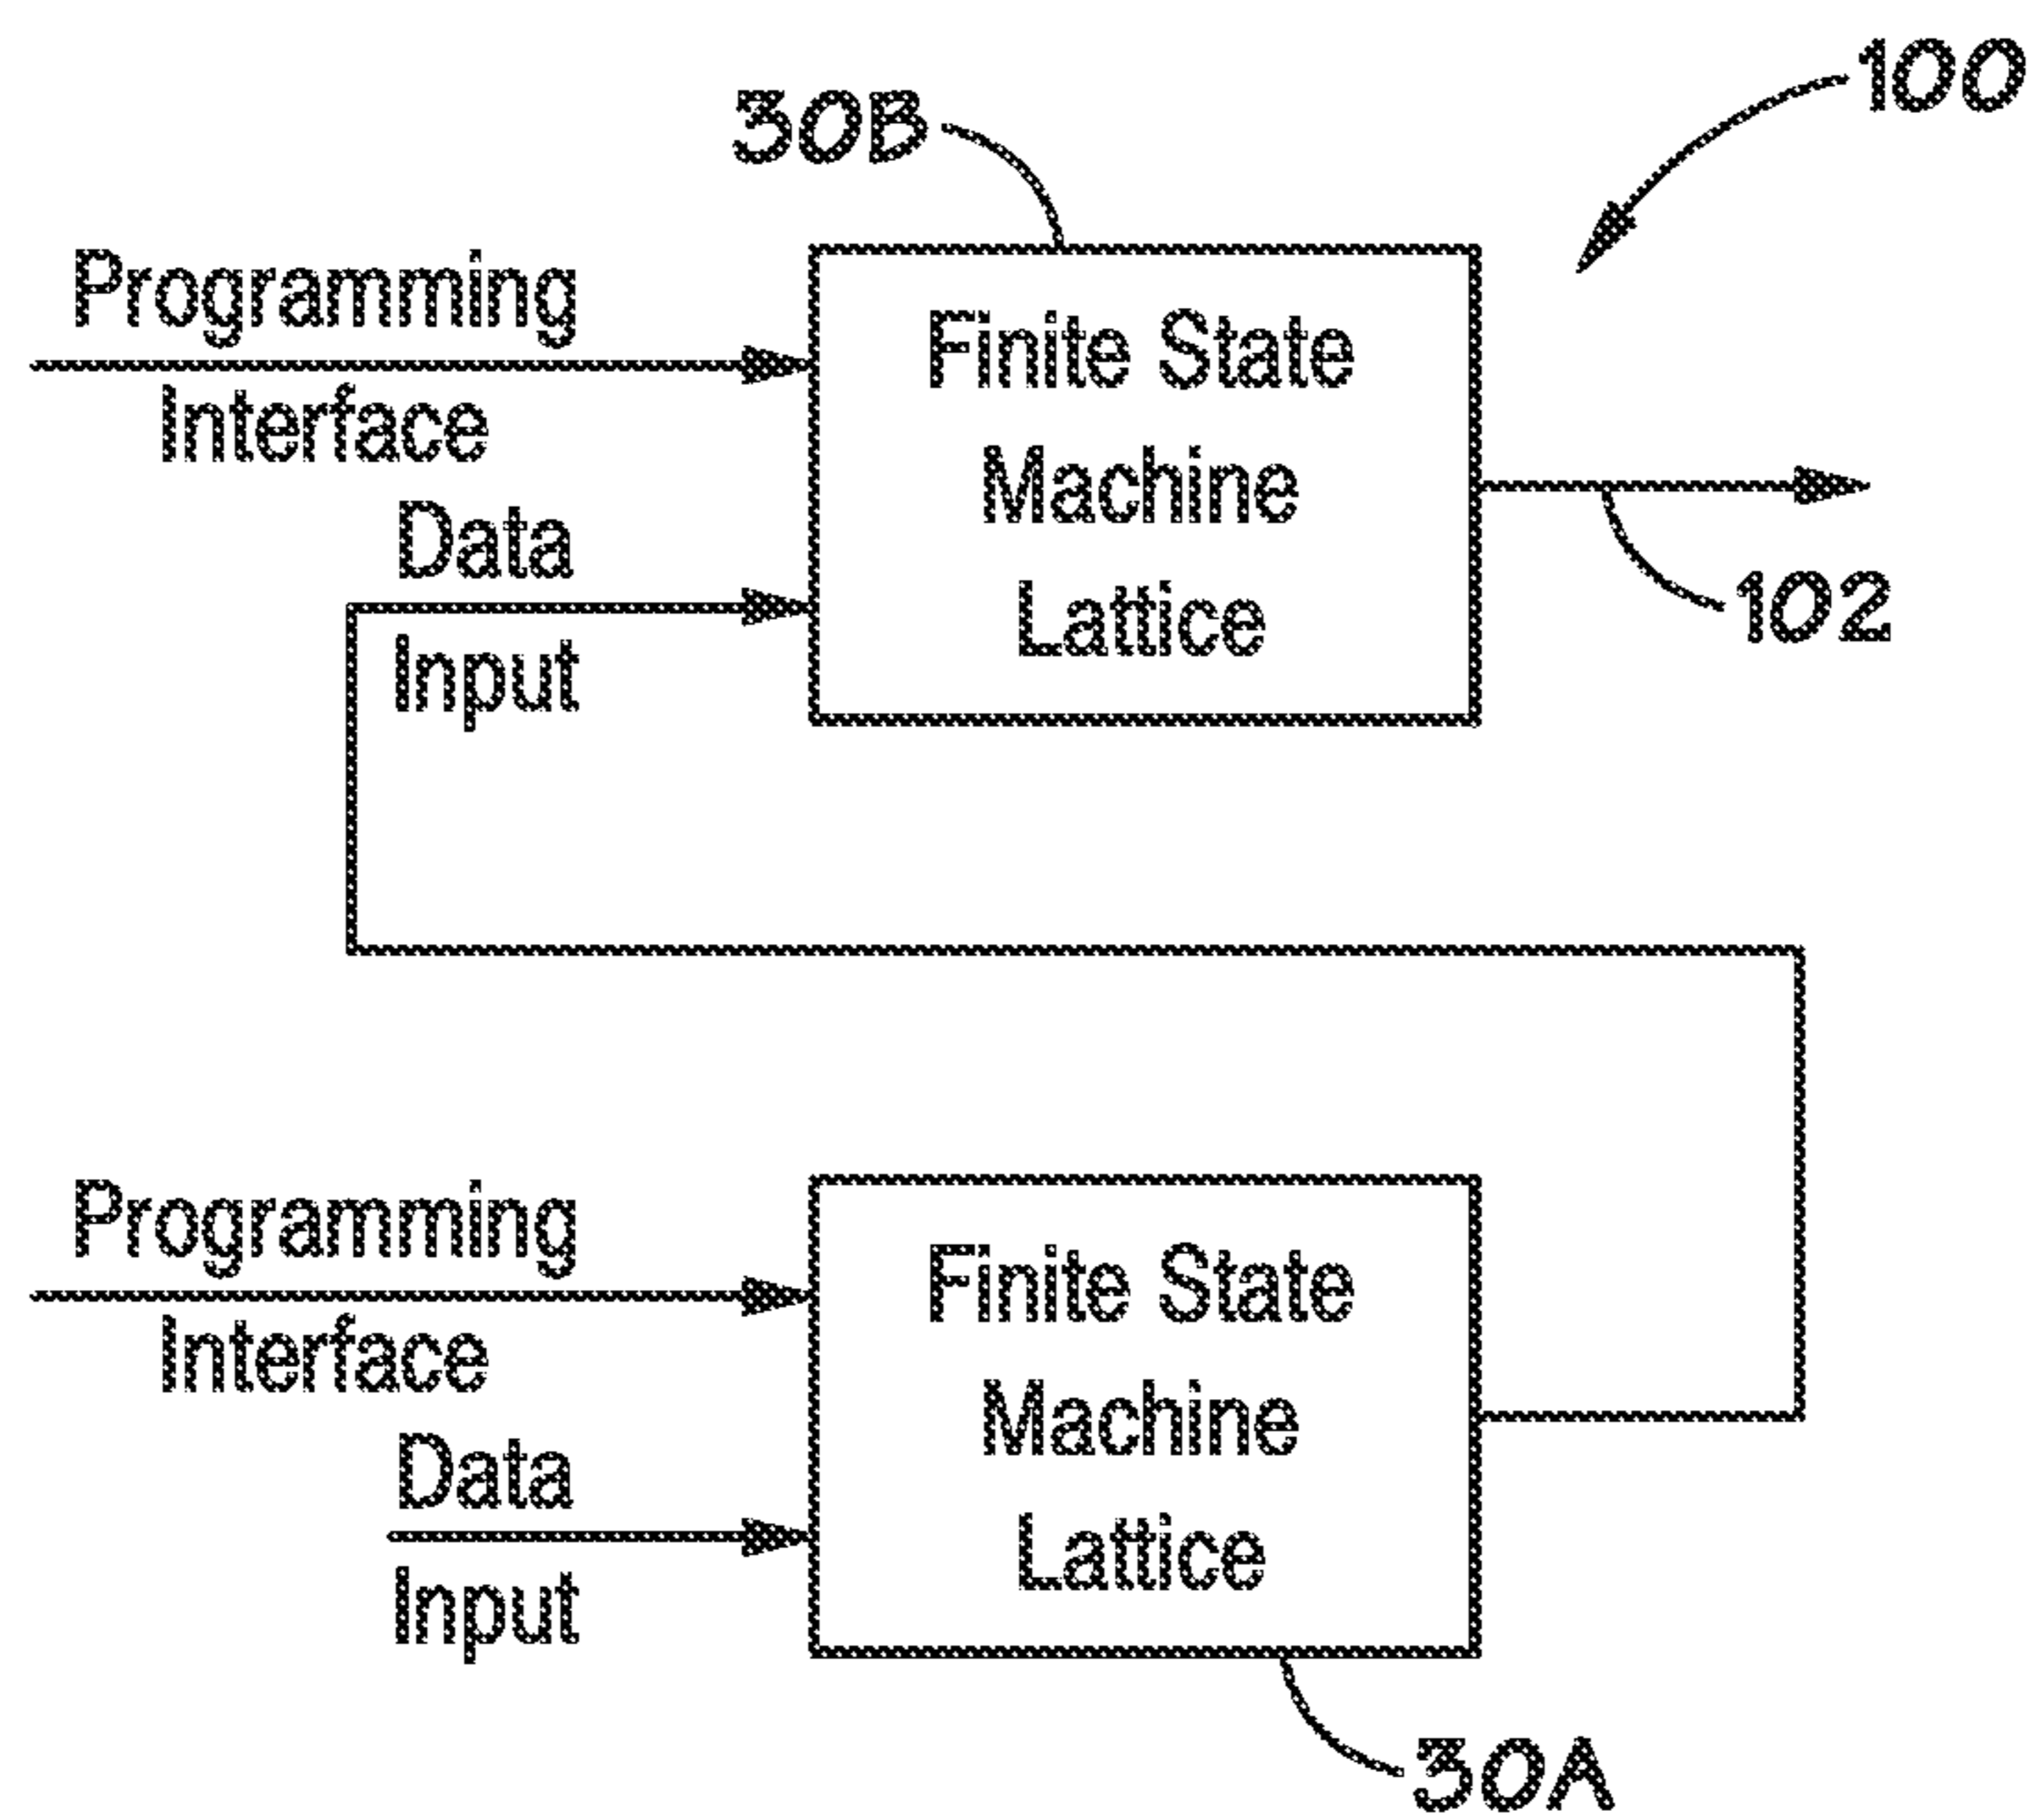 100
30B
Programming
Interface
Data
Input
Finite State
Machine
Lattice
102
Programming
Interface
Data
Input
Finite State
Machine
Lattice
30A